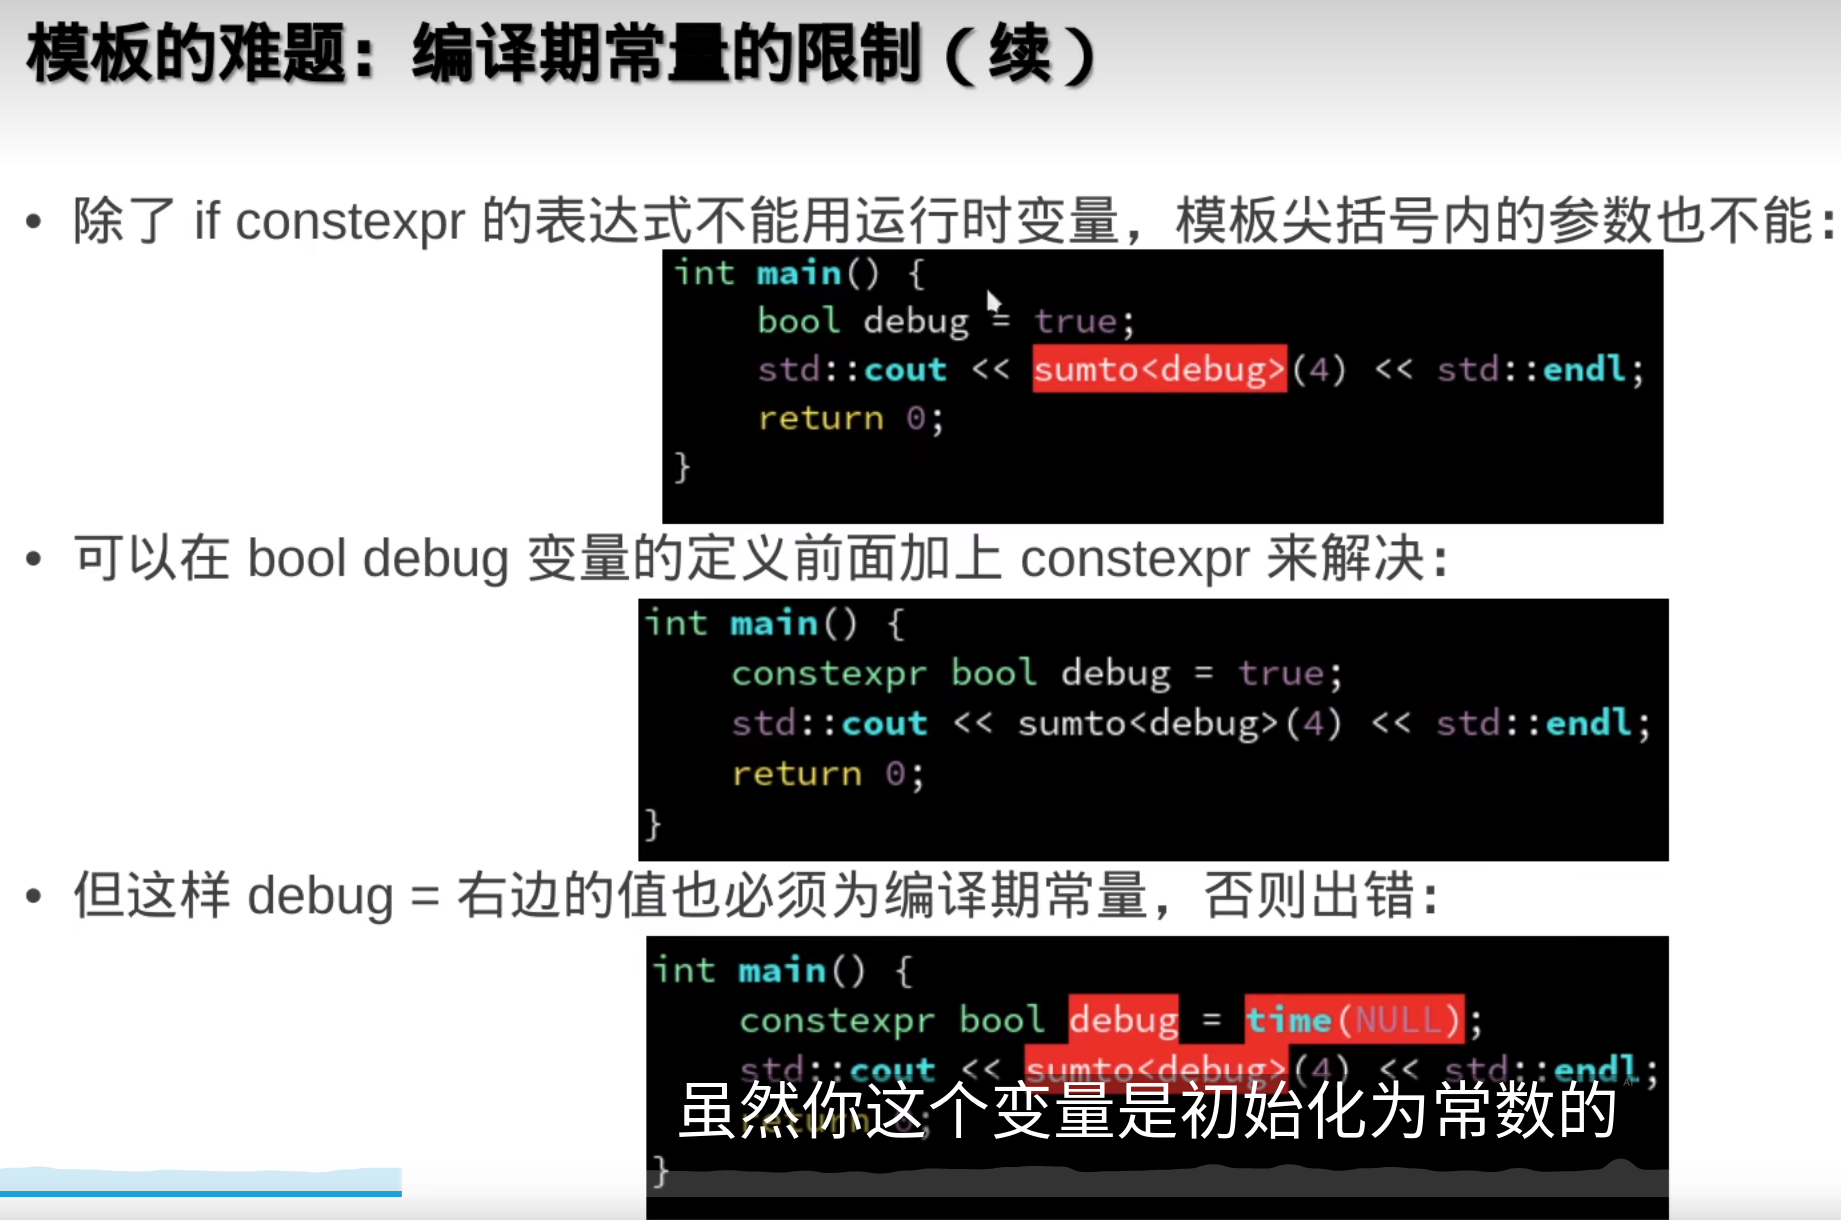 模板的难题：编译期常量的限制（续）
• 除了 if constexpr 的表达式不能用运行时变量，模板尖括号内的参数也不能：
int main() {
    bool debug = true;
    std::cout << sumto<debug>(4) << std::endl;
    return 0;
}
• 可以在 bool debug 变量的定义前面加上 constexpr 来解决：
int main() {
    constexpr bool debug = true;
    std::cout << sumto<debug>(4) << std::endl;
    return 0;
}
• 但这样 debug = 右边的值也必须为编译期常量，否则出错：
int main() {
    constexpr bool debug = time(NULL);
    std::cout << sumto<debug>(4) << std::endl;
    return 0;
虽然你这个变量是初始化为常数的
}